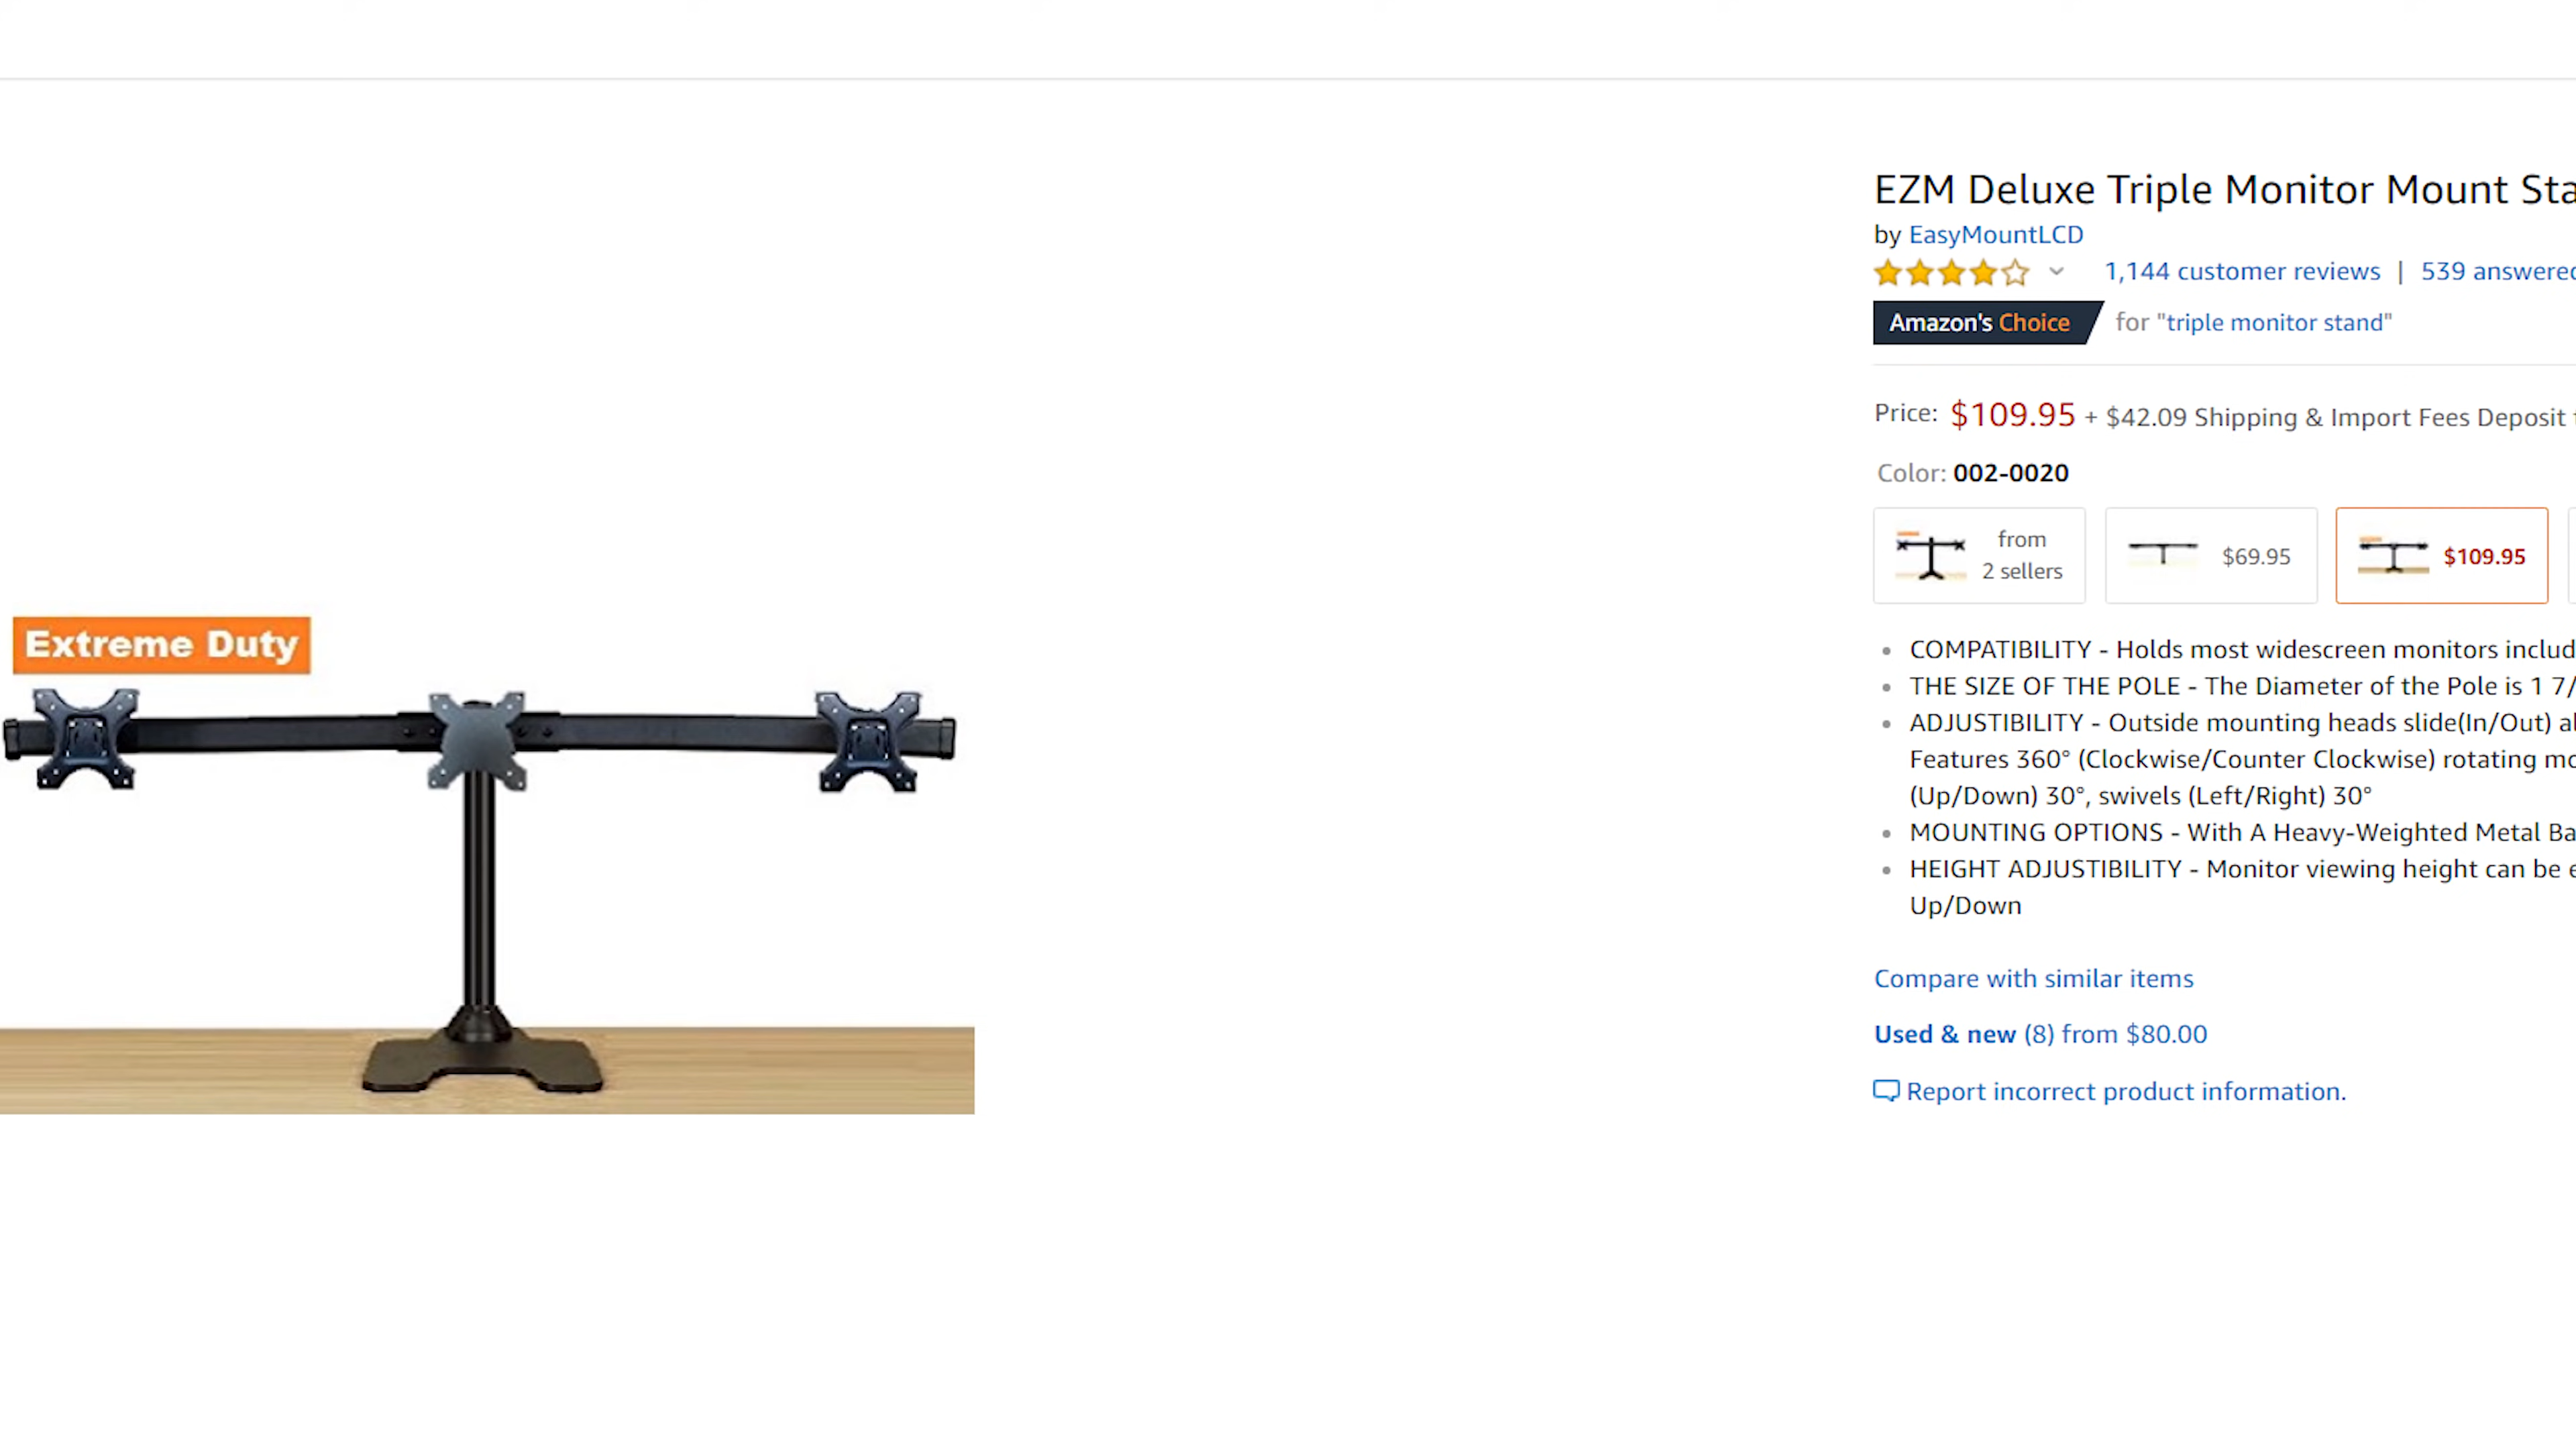 Extreme Duty
EZM Deluxe Triple Monitor Mount
by EasyMountLCD
1,144 customer reviews | 539 answered
Amazon's Choice for "triple monitor stand"
Price: $109.95 + $42.09 Shipping & Import Fees Deposit
Color: 002-0020
from
2 sellers
$69.95
$109.95
COMPATIBILITY - Holds most widescreen monitors
THE SIZE OF THE POLE - The Diameter of the Pole is 1 7/
ADJUSTIBILITY - Outside mounting heads slide(In/Out)
Features 360° (Clockwise/Counter Clockwise) rotating
(Up/Down) 30°, swivels (Left/Right) 30°
MOUNTING OPTIONS - With A Heavy-Weighted Metal
HEIGHT ADJUSTIBILITY - Monitor viewing height can be
Up/Down
Compare with similar items
Used & new (8) from $80.00
Report incorrect product information.